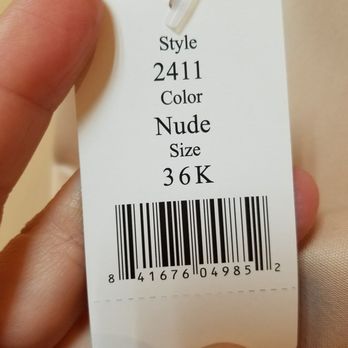 Style
2411
Color
Nude
Size
36K
8 41676 04985 2